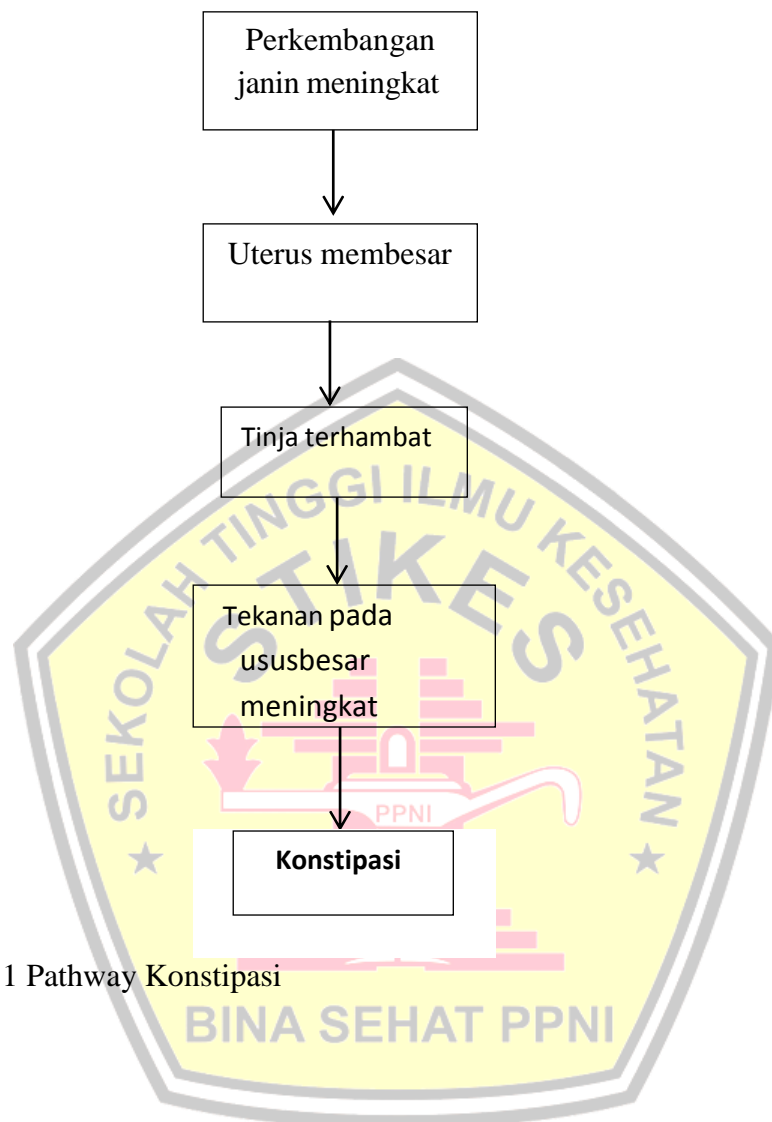 Perkembangan
janin meningkat
Uterus membesar
Tinja terhambat
SEKOLAH TINGGI ILMU KESEHATAN
STIKES
Tekanan pada
ususbesar
meningkat
PPNI
Konstipasi
1 Pathway Konstipasi
BINA SEHAT PPNI